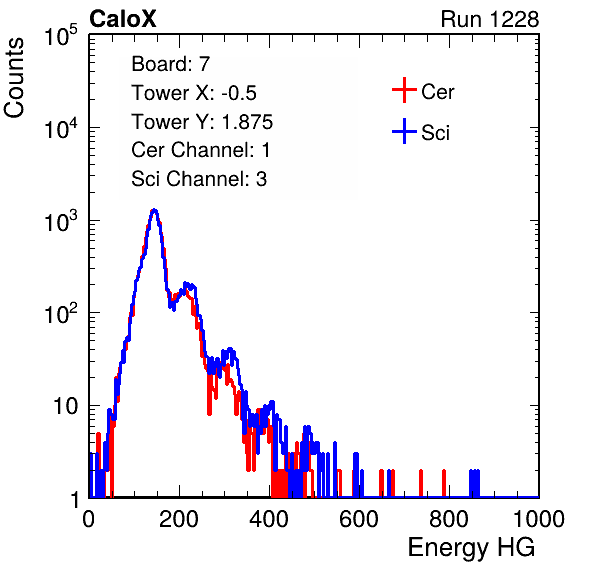 CaloX Run 1228
Counts
Board: 7
Tower X: -0.5
Tower Y: 1.875
Cer Channel: 1
Sci Channel: 3
Cer
Sci
10^5
10^4
10^3
10^2
10
1
0 200 400 600 800 1000
Energy HG